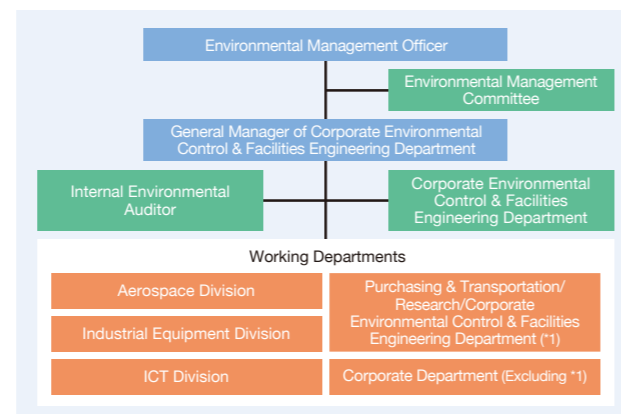 Environmental Management Officer
Environmental Management
Committee
General Manager of Corporate Environmental
Control & Facilities Engineering Department
Internal Environmental
Auditor
Corporate Environmental
Control & Facilities
Engineering Department
Working Departments
Aerospace Division
Industrial Equipment Division
ICT Division
Purchasing & Transportation/
Research/Corporate
Environmental Control & Facilities
Engineering Department (*1)
Corporate Department (Excluding *1)